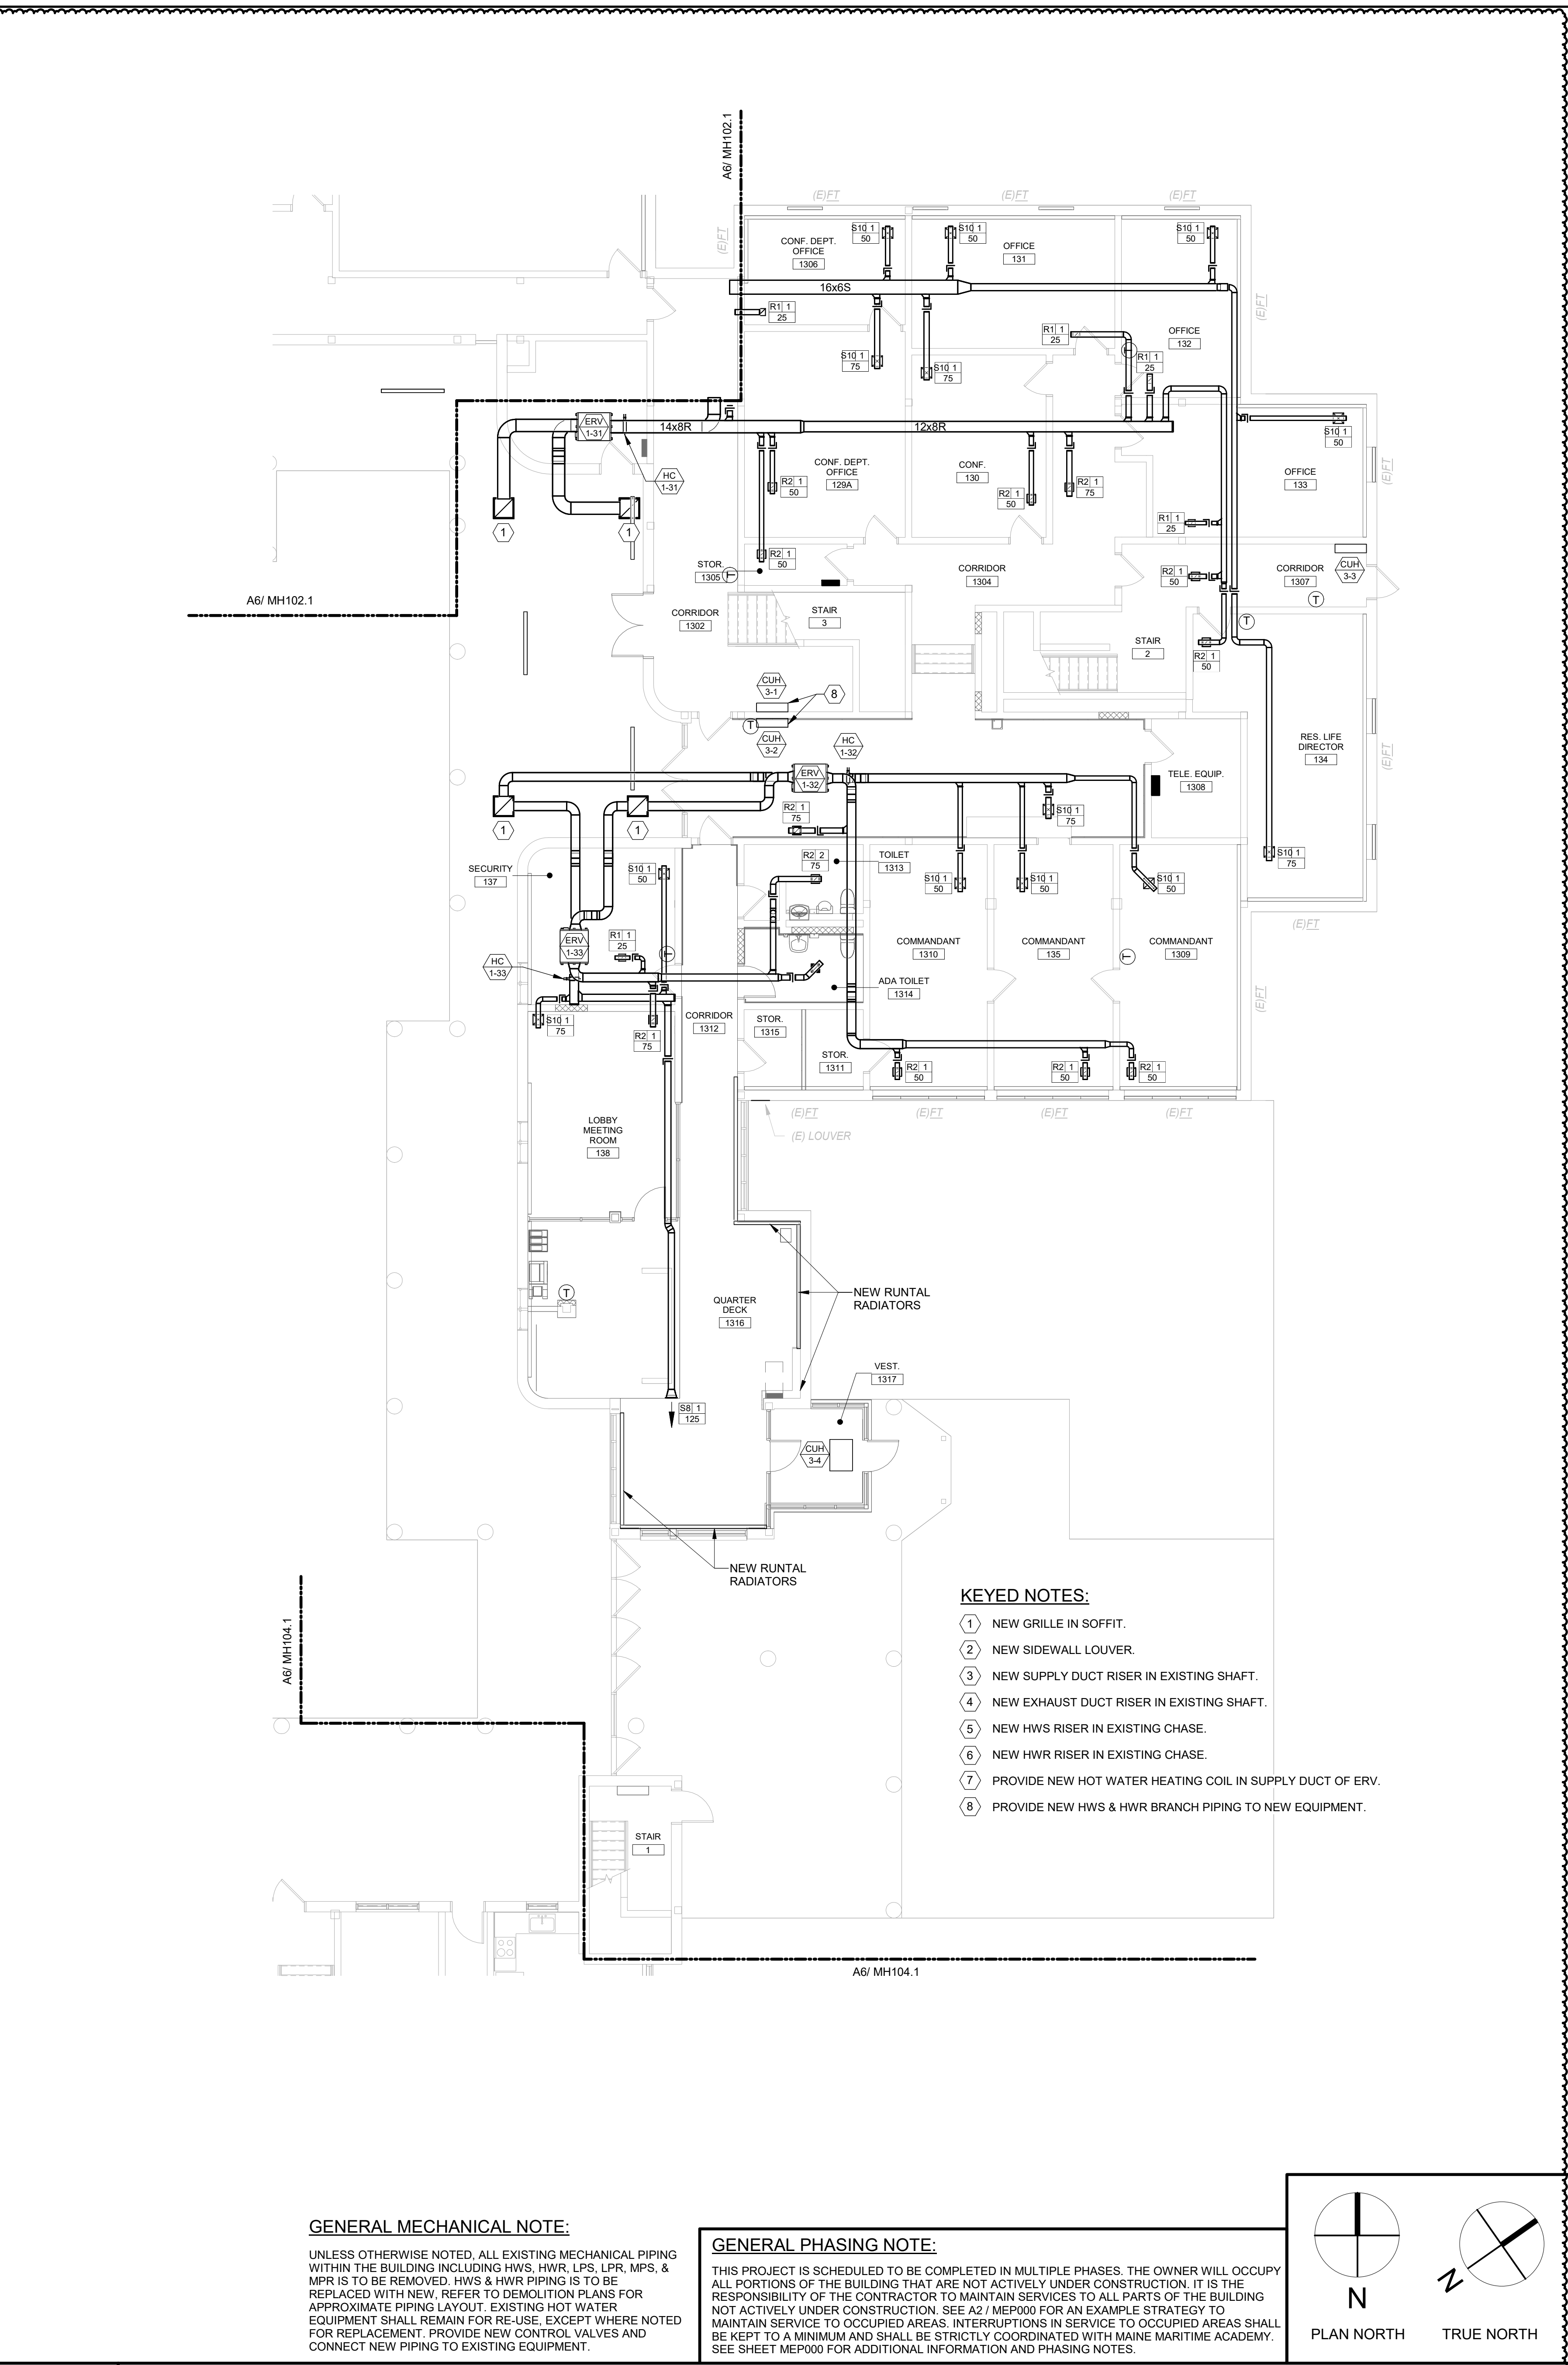 A6/ MH102.1
(E)FT
(E)FT
(E)FT
(E)FT
CONF. DEPT.
OFFICE
1306
S10 1
50
S10 1
50
OFFICE
131
S10 1
50
16x6S
R1 1
25
(E)FT
S10 1
75
S10 1
75
R1 1
25
T
OFFICE
132
R1 1
25
ERV
1-31
14x8R
12x8R
S10 1
50
HC
1-31
CONF. DEPT.
OFFICE
129A
CONF.
130
OFFICE
133
(E)FT
R2 1
50
R2 1
50
R2 1
75
1
1
R1 1
25
R2 1
50
STOR.
1305
T
CORRIDOR
1304
R2 1
50
CORRIDOR
1307
CUH
3-3
T
A6/ MH102.1
CORRIDOR
1302
STAIR
3
T
STAIR
2
R2 1
50
CUH
3-1
8
T
CUH
3-2
HC
1-32
RES. LIFE
DIRECTOR
134
(E)FT
ERV
1-32
TELE. EQUIP.
1308
R2 1
75
S10 1
75
1
1
SECURITY
137
S10 1
50
R2 2
75
TOILET
1313
S10 1
50
S10 1
50
S10 1
50
S10 1
75
(E)FT
ERV
1-33
R1 1
25
T
HC
1-33
COMMANDANT
1310
COMMANDANT
135
COMMANDANT
1309
T
ADA TOILET
1314
(E)FT
S10 1
75
R2 1
75
CORRIDOR
1312
STOR.
1315
STOR.
1311
R2 1
50
R2 1
50
R2 1
50
(E)FT
(E)FT
(E)FT
(E)FT
(E) LOUVER
LOBBY
MEETING
ROOM
138
T
QUARTER
DECK
1316
NEW RUNTAL
RADIATORS
VEST.
1317
S8 1
125
CUH
3-4
NEW RUNTAL
RADIATORS
A6/ MH104.1
STAIR
1
A6/ MH104.1
KEYED NOTES:
1 NEW GRILLE IN SOFFIT.
2 NEW SIDEWALL LOUVER.
3 NEW SUPPLY DUCT RISER IN EXISTING SHAFT.
4 NEW EXHAUST DUCT RISER IN EXISTING SHAFT.
5 NEW HWS RISER IN EXISTING CHASE.
6 NEW HWR RISER IN EXISTING CHASE.
7 PROVIDE NEW HOT WATER HEATING COIL IN SUPPLY DUCT OF ERV.
8 PROVIDE NEW HWS & HWR BRANCH PIPING TO NEW EQUIPMENT.
GENERAL MECHANICAL NOTE:
UNLESS OTHERWISE NOTED, ALL EXISTING MECHANICAL PIPING
WITHIN THE BUILDING INCLUDING HWS, HWR, LPS, LPR, MPS, &
MPR IS TO BE REMOVED. HWS & HWR PIPING IS TO BE
REPLACED WITH NEW, REFER TO DEMOLITION PLANS FOR
APPROXIMATE PIPING LAYOUT. EXISTING HOT WATER
EQUIPMENT SHALL REMAIN FOR RE-USE, EXCEPT WHERE NOTED
FOR REPLACEMENT. PROVIDE NEW CONTROL VALVES AND
CONNECT NEW PIPING TO EXISTING EQUIPMENT.
GENERAL PHASING NOTE:
THIS PROJECT IS SCHEDULED TO BE COMPLETED IN MULTIPLE PHASES. THE OWNER WILL OCCUPY
ALL PORTIONS OF THE BUILDING THAT ARE NOT ACTIVELY UNDER CONSTRUCTION. IT IS THE
RESPONSIBILITY OF THE CONTRACTOR TO MAINTAIN SERVICES TO ALL PARTS OF THE BUILDING
NOT ACTIVELY UNDER CONSTRUCTION. SEE A2 / MEP000 FOR AN EXAMPLE STRATEGY TO
MAINTAIN SERVICE TO OCCUPIED AREAS. INTERRUPTIONS IN SERVICE TO OCCUPIED AREAS SHALL
BE KEPT TO A MINIMUM AND SHALL BE STRICTLY COORDINATED WITH MAINE MARITIME ACADEMY.
SEE SHEET MEP000 FOR ADDITIONAL INFORMATION AND PHASING NOTES.
N
PLAN NORTH
N
TRUE NORTH